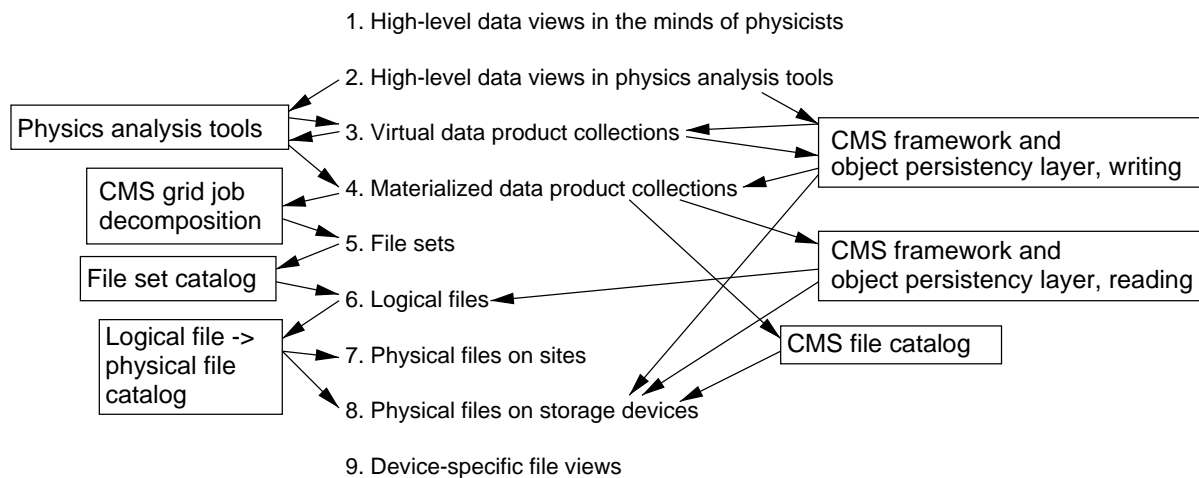 1. High-level data views in the minds of physicists
2. High-level data views in physics analysis tools
Physics analysis tools
3. Virtual data product collections
CMS framework and
object persistency layer, writing
4. Materialized data product collections
CMS grid job
decomposition
5. File sets
CMS framework and
object persistency layer, reading
File set catalog
6. Logical files
Logical file ->
physical file
catalog
7. Physical files on sites
CMS file catalog
8. Physical files on storage devices
9. Device-specific file views